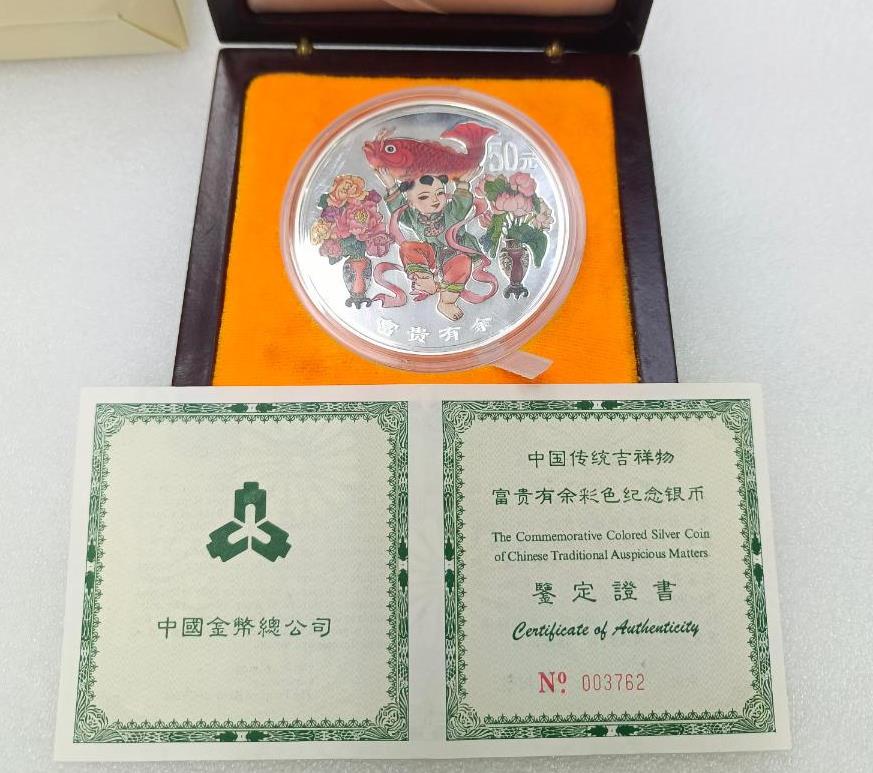 50元
富贵有余
中國金幣總公司
中国传统吉祥物
富贵有余彩色纪念银币
The Commemorative Colored Silver Coin
of Chinese Traditional Auspicious Matters
鑒定證書
Certificate of Authenticity
Nº 003762